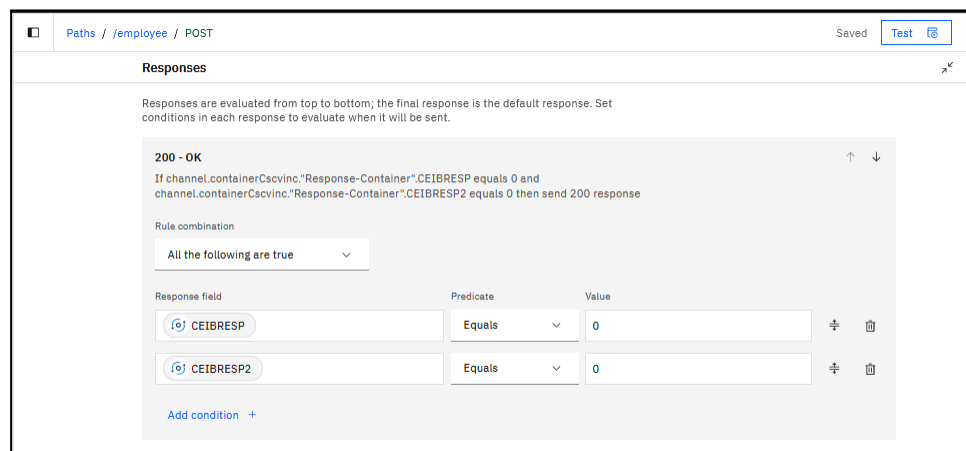 Paths / /employee / POST
Saved
Test
Responses
Responses are evaluated from top to bottom; the final response is the default response. Set
conditions in each response to evaluate when it will be sent.
200 - OK
If channel.containerCscvinc."Response-Container".CEIBRESP equals 0 and
channel.containerCscvinc."Response-Container".CEIBRESP2 equals 0 then send 200 response
Rule combination
All the following are true
Response field Predicate Value
CEIBRESP Equals 0
CEIBRESP2 Equals 0
Add condition +